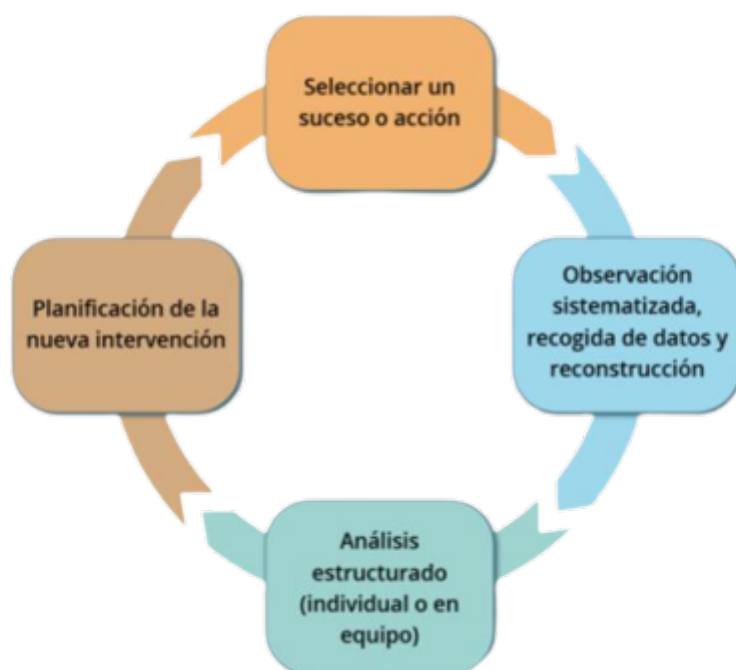 Seleccionar un
suceso o acción
Observación
sistematizada,
recogida de datos y
reconstrucción
Análisis
estructurado
(individual o en
equipo)
Planificación de la
nueva intervención